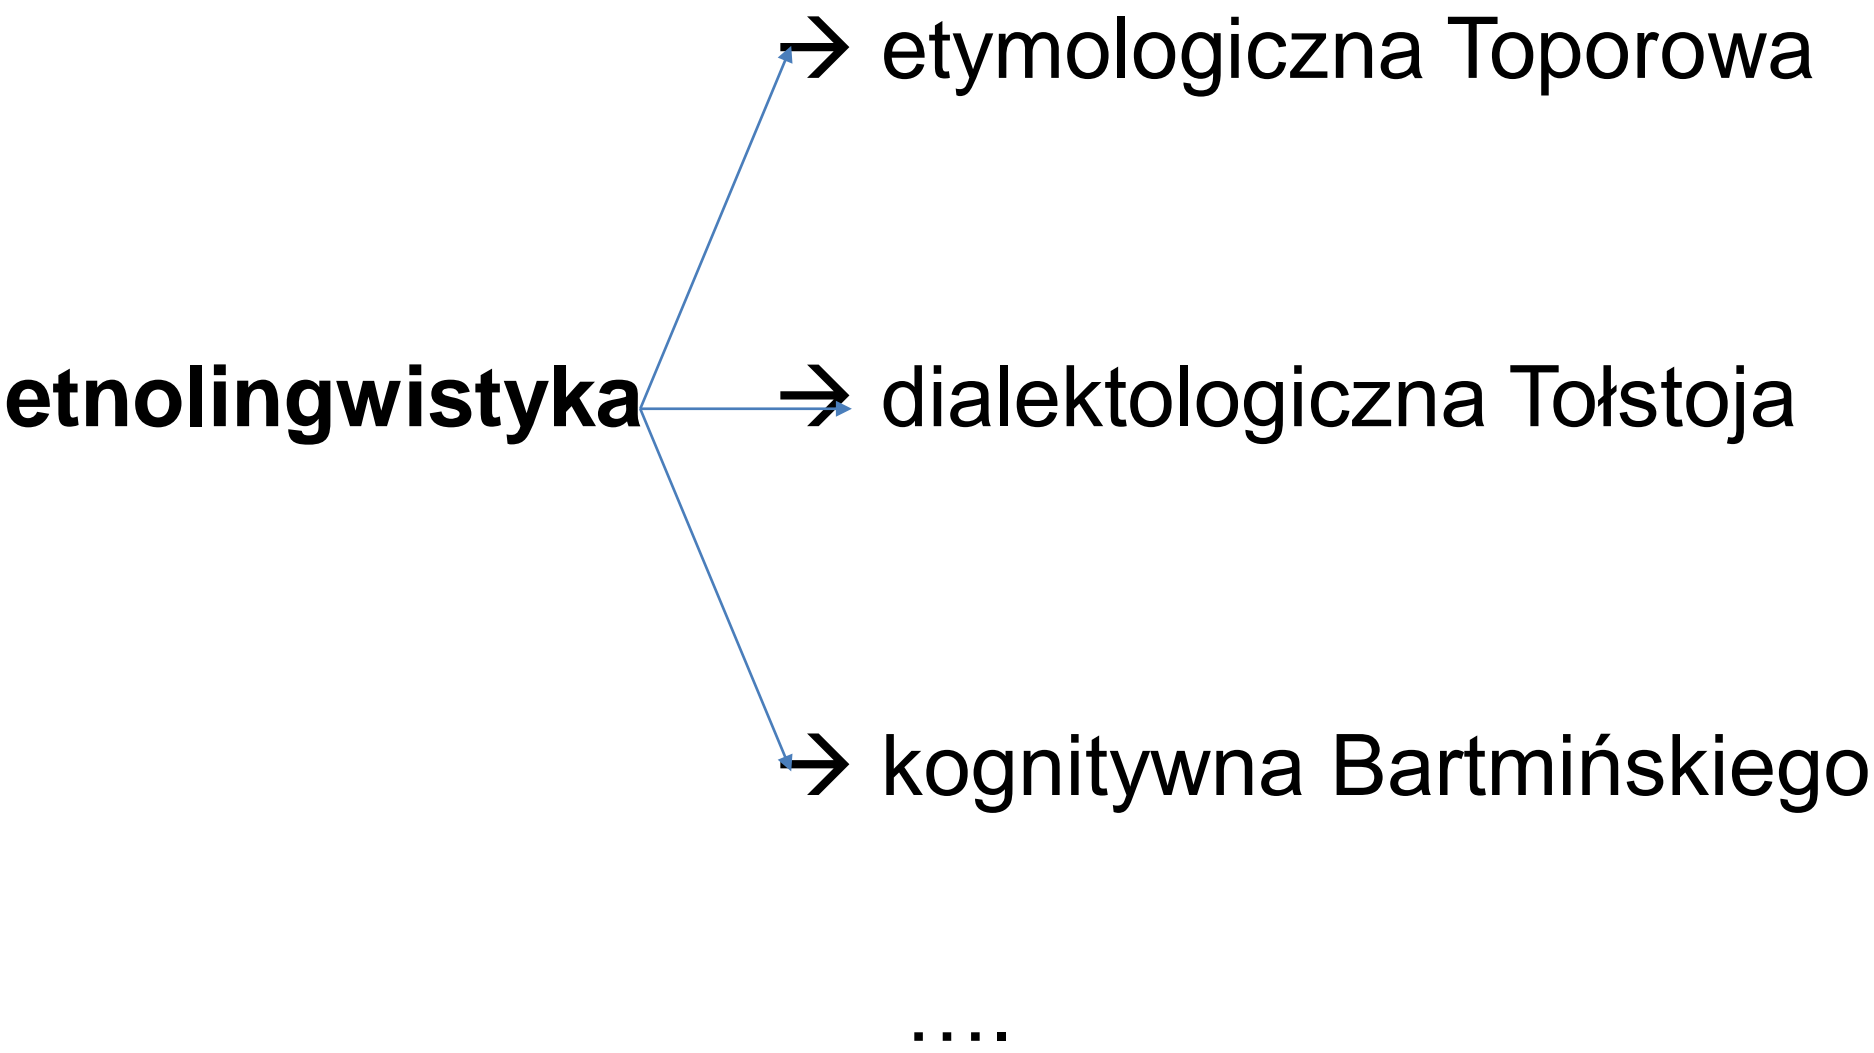 → etymologiczna Toporowa
etnolingwistyka → dialektologiczna Tołstoja
→ kognitywna Bartmińskiego
….